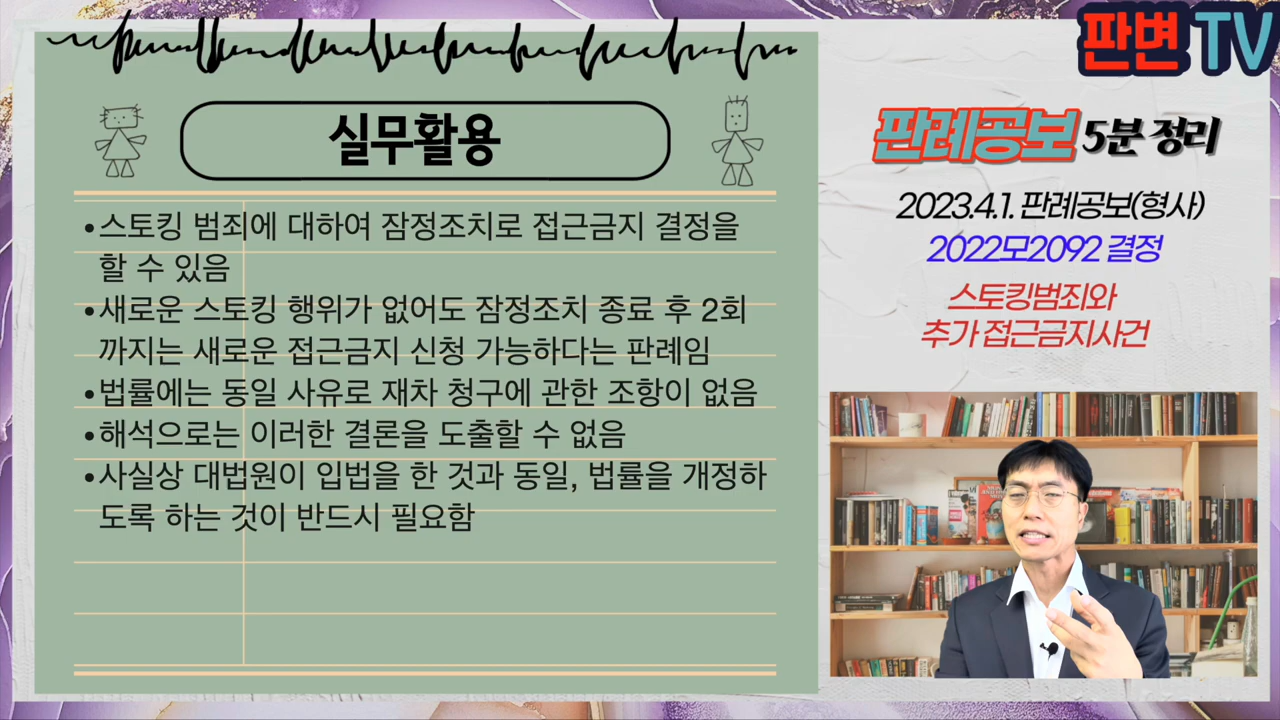 판변 TV
실무활용
•스토킹 범죄에 대하여 잠정조치로 접근금지 결정을
할 수 있음
•새로운 스토킹 행위가 없어도 잠정조치 종료 후 2회
까지는 새로운 접근금지 신청 가능하다는 판례임
•법률에는 동일 사유로 재차 청구에 관한 조항이 없음
•해석으로는 이러한 결론을 도출할 수 없음
•사실상 대법원이 입법을 한 것과 동일, 법률을 개정하
도록 하는 것이 반드시 필요함
판례공보 5분 정리
2023.4.1. 판례공보(형사)
2022모2092 결정
스토킹범죄와
추가 접근금지사건